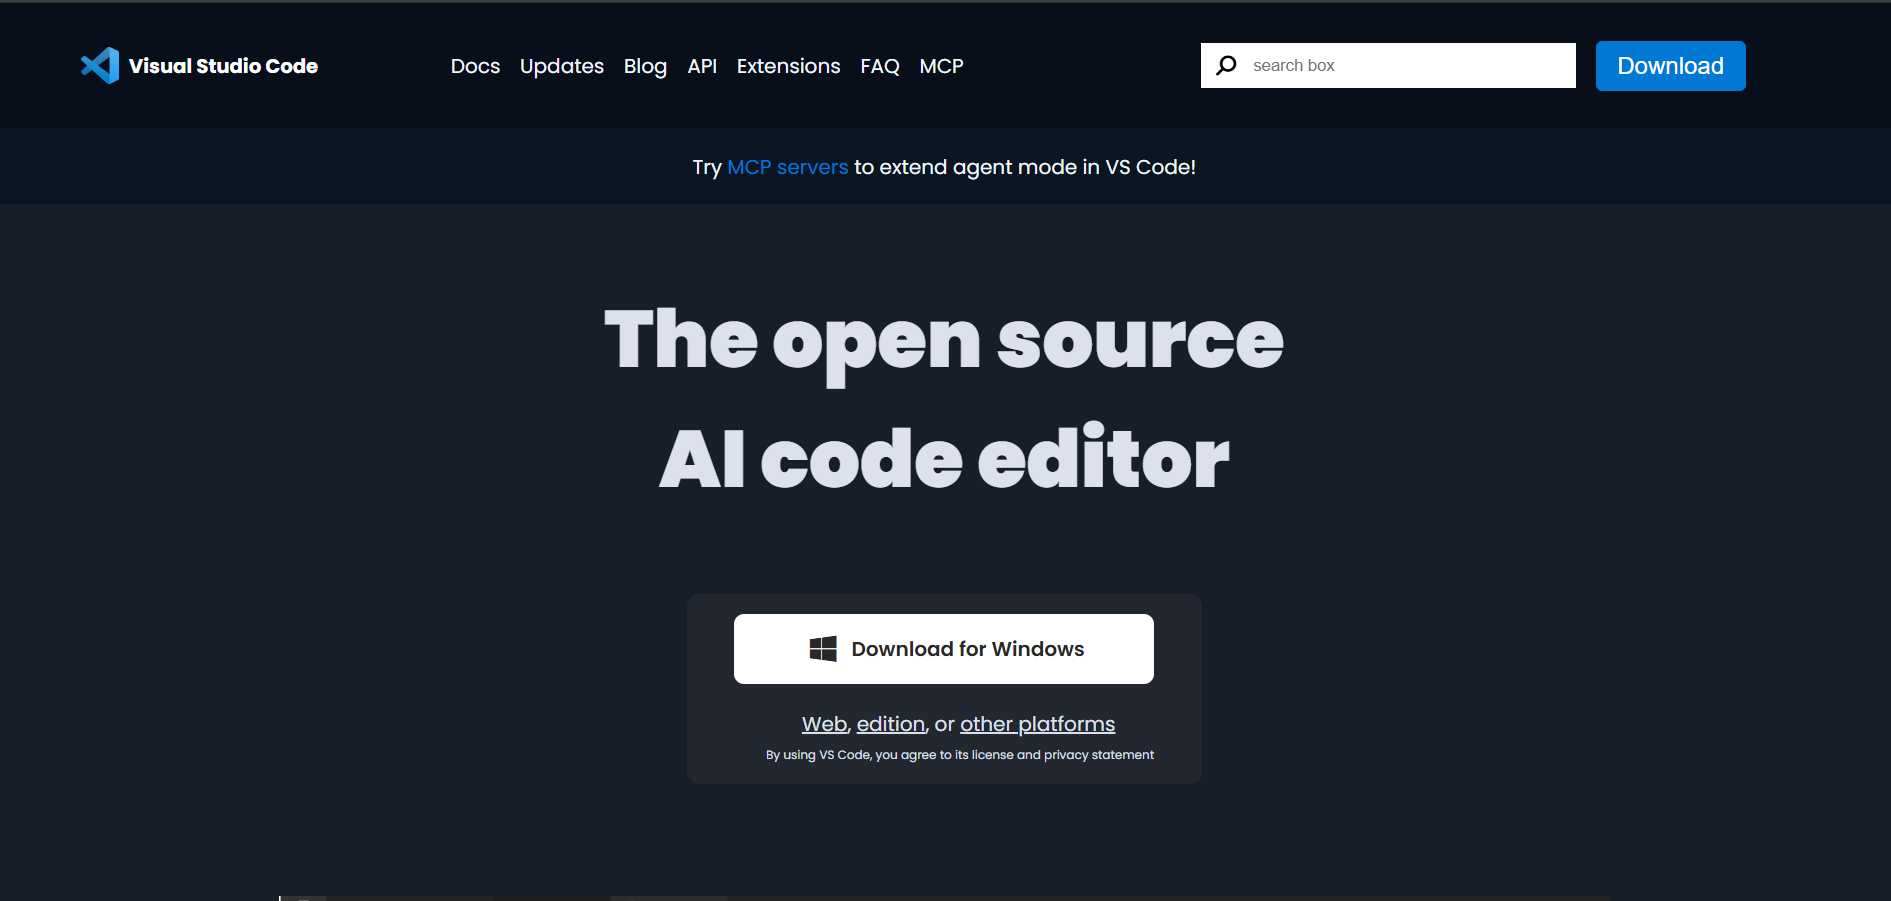 Visual Studio Code Docs Updates Blog API Extensions FAQ MCP search box Download
Try MCP servers to extend agent mode in VS Code!
The open source
AI code editor
Download for Windows
Web, edition, or other platforms
By using VS Code, you agree to its license and privacy statement